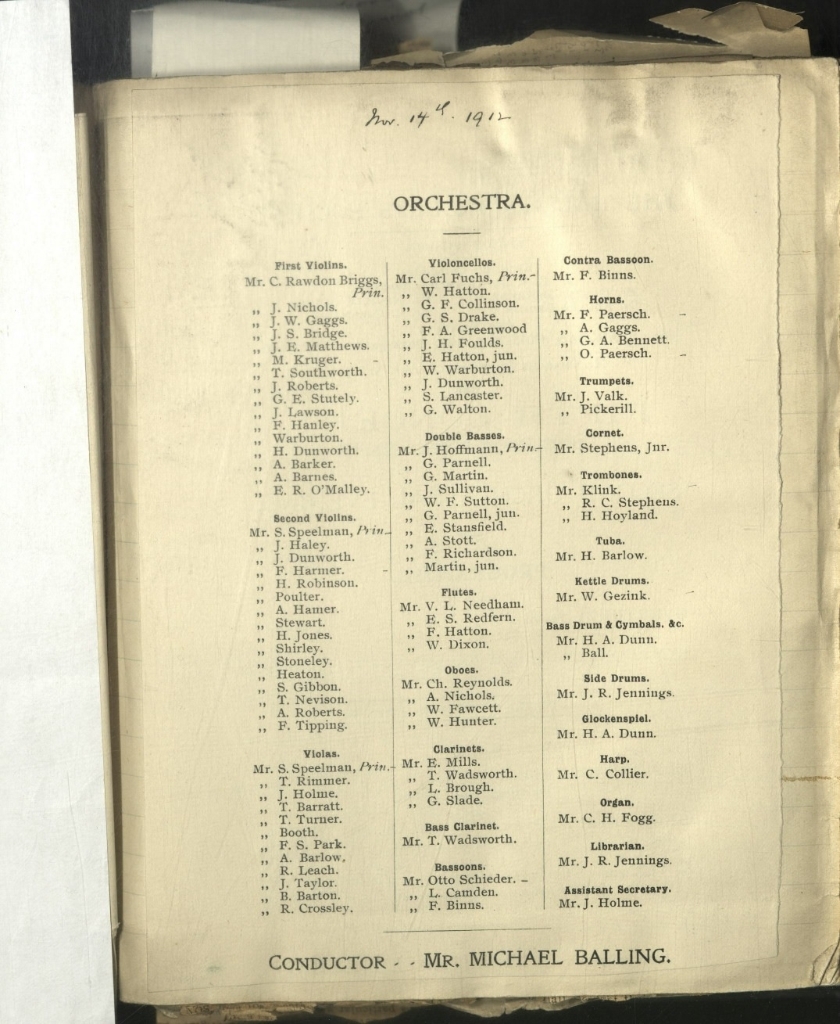 Nov. 14th. 1912
ORCHESTRA.
First Violins.
Mr. C. Rawdon Briggs,
Prin.
„ J. Nichols.
„ J. W. Gaggs.
„ J. S. Bridge.
„ J. E. Matthews.
„ M. Kruger. -
„ T. Southworth.
„ J. Roberts.
„ G. E. Stutely.
„ J. Lawson.
„ F. Hanley.
„ Warburton.
„ H. Dunworth.
„ A. Barker.
„ A. Barnes.
„ E. R. O'Malley.
Second Violins.
Mr. S. Speelman, Prin.
„ J. Haley.
„ J. Dunworth.
„ F. Harmer. -
„ H. Robinson.
„ Poulter.
„ A. Hamer.
„ Stewart.
„ H. Jones.
„ Shirley.
„ Stoneley.
„ Heaton.
„ S. Gibbon.
„ T. Nevison.
„ A. Roberts.
„ F. Tipping.
Violas.
Mr. S. Speelman, Prin.-
„ T. Rimmer.
„ J. Holme.
„ T. Barratt.
„ T. Turner.
„ Booth.
„ F. S. Park.
„ A. Barlow,
„ R. Leach.
„ J. Taylor.
„ B. Barton.
„ R. Crossley.
Violoncellos.
Mr. Carl Fuchs, Prin.-
„ W. Hatton.
„ G. F. Collinson.
„ G. S. Drake.
„ F. A. Greenwood
„ J. H. Foulds.
„ E. Hatton, jun.
„ W. Warburton.
„ J. Dunworth.
„ S. Lancaster.
„ G. Walton.
Double Basses.
Mr. J. Hoffmann, Prin-
„ G. Parnell.
„ G. Martin.
„ J. Sullivan.
„ W. F. Sutton.
„ G. Parnell, jun.
„ E. Stansfield.
„ A. Stott.
„ F. Richardson.
„ Martin, jun.
Flutes.
Mr. V. L. Needham.
„ E. S. Redfern.
„ F. Hatton.
„ W. Dixon.
Oboes.
Mr. Ch. Reynolds.
„ A. Nichols.
„ W. Fawcett.
„ W. Hunter.
Clarinets.
Mr. E. Mills.
„ T. Wadsworth.
„ L. Brough.
„ G. Slade.
Bass Clarinet.
Mr. T. Wadsworth.
Bassoons.
Mr. Otto Schieder. -
„ L. Camden.
„ F. Binns.
Contra Bassoon.
Mr. F. Binns.
Horns.
Mr. F. Paersch. -
„ A. Gaggs.
„ G. A. Bennett.
„ O. Paersch. -
Trumpets.
Mr. J. Valk.
„ Pickerill.
Cornet.
Mr. Stephens, Jnr.
Trombones.
Mr. Klink.
„ R. C. Stephens.
„ H. Hoyland.
Tuba.
Mr. H. Barlow.
Kettle Drums.
Mr. W. Gezink.
Bass Drum & Cymbals. &c.
Mr. H. A. Dunn.
„ Ball.
Side Drums.
Mr. J. R. Jennings.
Glockenspiel.
Mr. H. A. Dunn.
Harp.
Mr. C. Collier.
Organ.
Mr. C. H. Fogg.
Librarian.
Mr. J. R. Jennings.
Assistant Secretary.
Mr. J. Holme.
CONDUCTOR - - MR. MICHAEL BALLING.